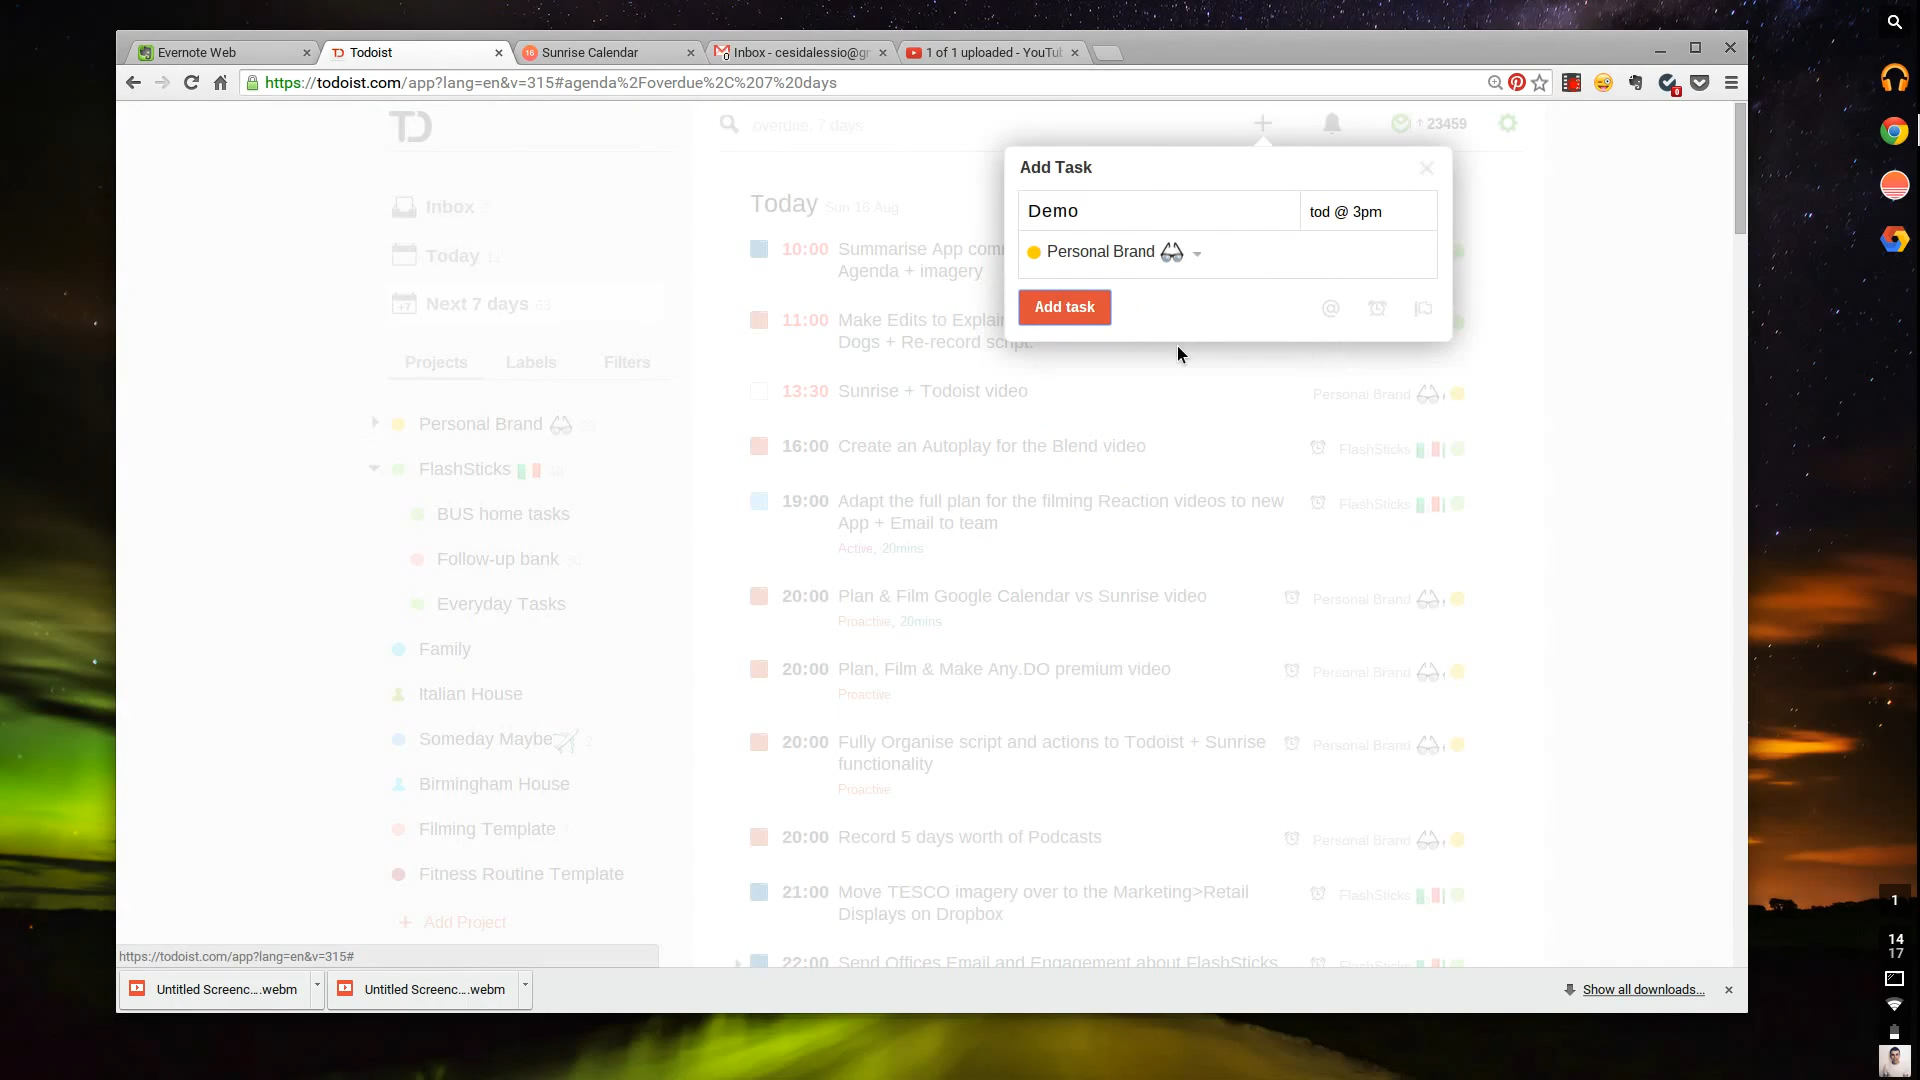 Evernote Web
Todoist
16 Sunrise Calendar
Inbox - cesidalessio@gm
1 of 1 uploaded - YouTub
https://todoist.com/app?lang=en&v=315#agenda%2Foverdue%2C%207%20days
0
TD
overdue, 7 days
23459
Add Task
Demo
tod @ 3pm
Personal Brand
Add task
Inbox
Today
Next 7 days
Projects Labels Filters
Personal Brand
FlashSticks
BUS home tasks
Follow-up bank
Everyday Tasks
Family
Italian House
Someday Maybe 2
Birmingham House
Filming Template
Fitness Routine Template
+ Add Project
Today Sun 16 Aug
10:00 Summarise App com
Agenda + imagery
11:00 Make Edits to Explai
Dogs + Re-record script.
13:30 Sunrise + Todoist video Personal Brand
16:00 Create an Autoplay for the Blend video FlashSticks
19:00 Adapt the full plan for the filming Reaction videos to new FlashSticks
App + Email to team
Active, 20mins
20:00 Plan & Film Google Calendar vs Sunrise video Personal Brand
Proactive, 20mins
20:00 Plan, Film & Make Any.DO premium video Personal Brand
Proactive
20:00 Fully Organise script and actions to Todoist + Sunrise Personal Brand
functionality
Proactive
20:00 Record 5 days worth of Podcasts Personal Brand
21:00 Move TESCO imagery over to the Marketing>Retail FlashSticks
Displays on Dropbox
22:00 Send Offices Email and Engagement about FlashSticks FlashSticks
https://todoist.com/app?lang=en&v=315#
Untitled Screenc....webm
Untitled Screenc....webm
Show all downloads...
1
14
17